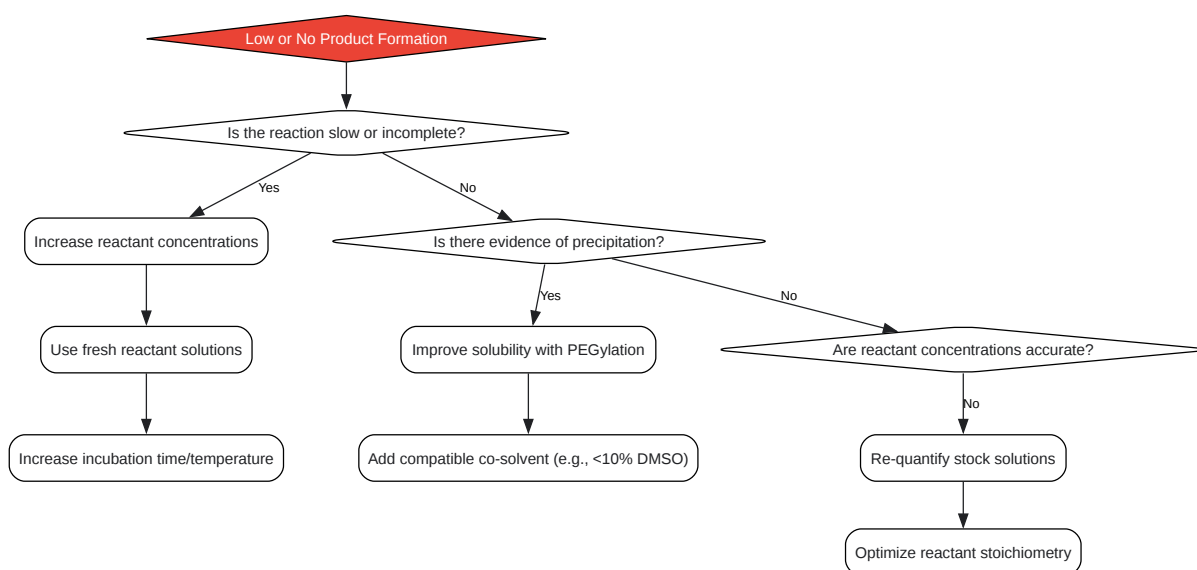 Low or No Product Formation
Is the reaction slow or incomplete?
Yes
No
Increase reactant concentrations
Is there evidence of precipitation?
Yes
No
Use fresh reactant solutions
Improve solubility with PEGylation
Are reactant concentrations accurate?
No
Increase incubation time/temperature
Add compatible co-solvent (e.g., <10% DMSO)
Re-quantify stock solutions
Optimize reactant stoichiometry